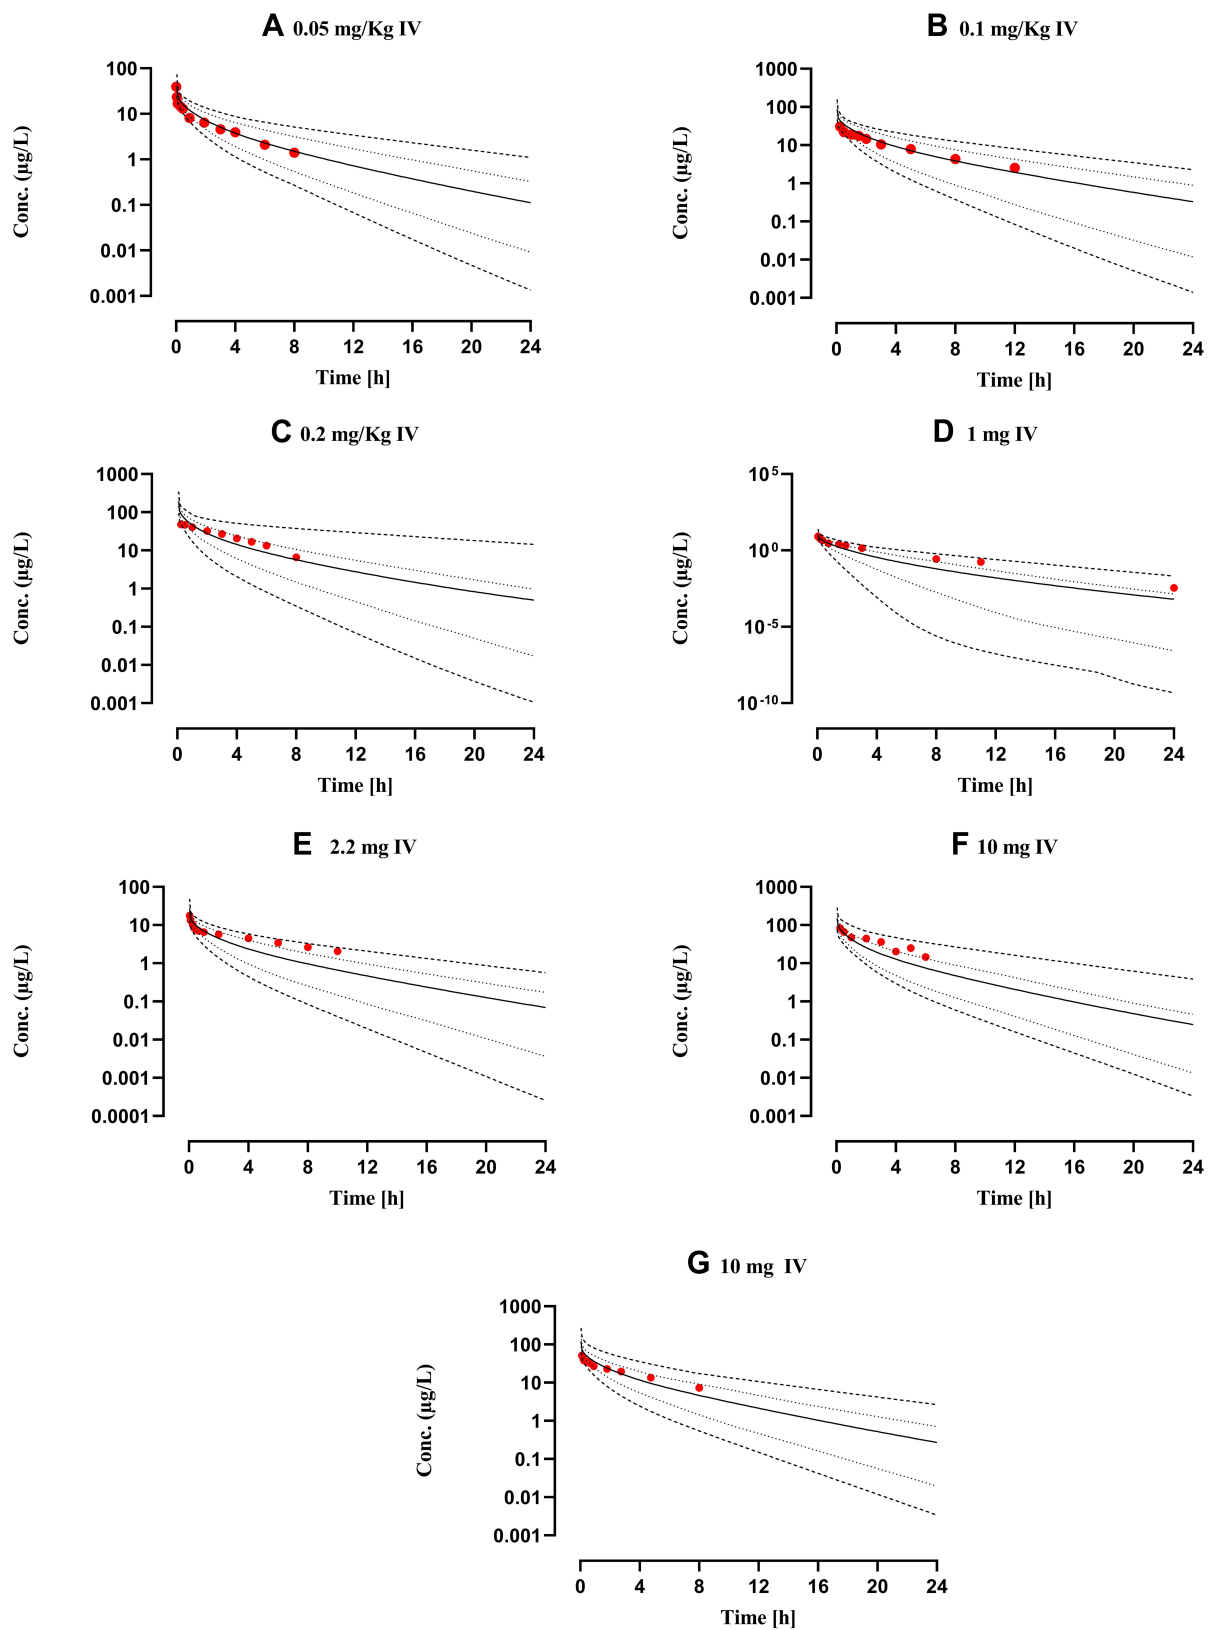 A 0.05 mg/Kg IV
Conc. (µg/L)
100
10
1
0.1
0.01
0.001
0 4 8 12 16 20 24
Time [h]
B 0.1 mg/Kg IV
Conc. (µg/L)
1000
100
10
1
0.1
0.01
0.001
0 4 8 12 16 20 24
Time [h]
C 0.2 mg/Kg IV
Conc. (µg/L)
1000
100
10
1
0.1
0.01
0.001
0 4 8 12 16 20 24
Time [h]
D 1 mg IV
Conc. (µg/L)
10⁵
10⁰
10⁻⁵
10⁻¹⁰
0 4 8 12 16 20 24
Time [h]
E 2.2 mg IV
Conc. (µg/L)
100
10
1
0.1
0.01
0.001
0.0001
0 4 8 12 16 20 24
Time [h]
F 10 mg IV
Conc. (µg/L)
1000
100
10
1
0.1
0.01
0.001
0 4 8 12 16 20 24
Time [h]
G 10 mg IV
Conc. (µg/L)
1000
100
10
1
0.1
0.01
0.001
0 4 8 12 16 20 24
Time [h]